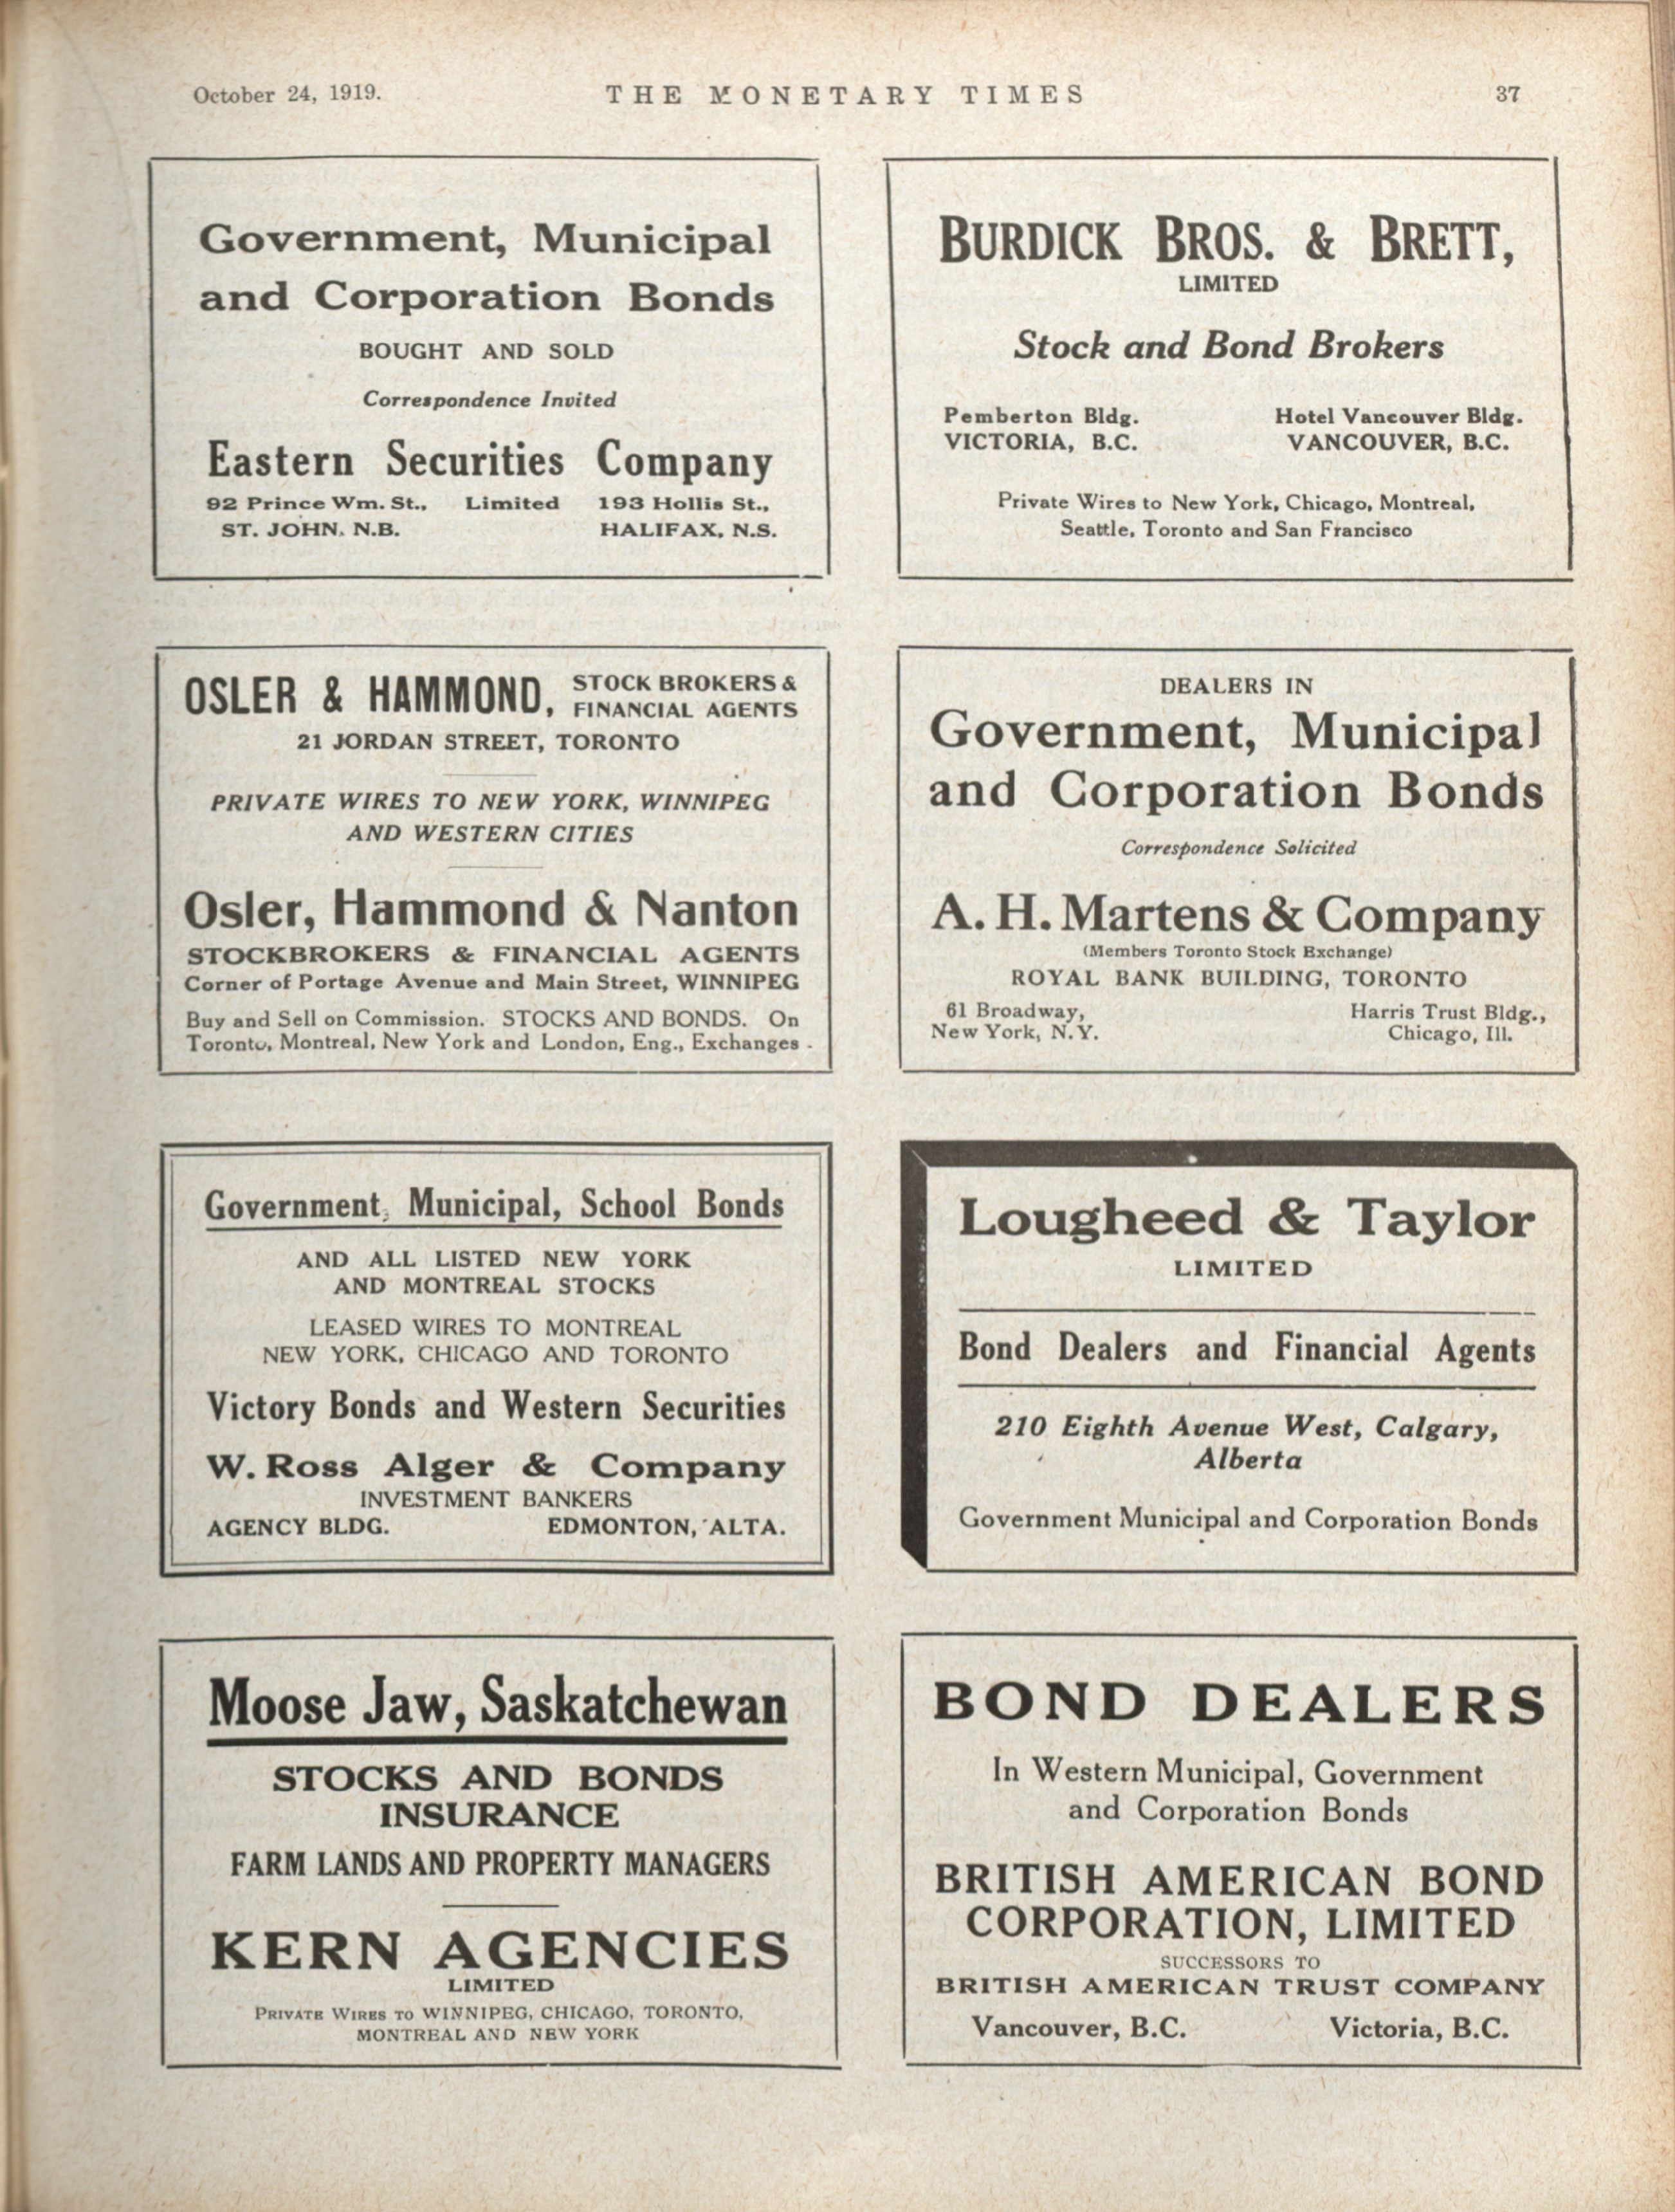 October 24, 1919.
THE MONETARY TIMES
37
Government, Municipal
and Corporation Bonds
BOUGHT AND SOLD
Correspondence Invited
Eastern Securities Company
92 Prince Wm. St., Limited 193 Hollis St.,
ST. JOHN, N.B. HALIFAX, N.S.
BURDICK BROS. & BRETT,
LIMITED
Stock and Bond Brokers
Pemberton Bldg. Hotel Vancouver Bldg.
VICTORIA, B.C. VANCOUVER, B.C.
Private Wires to New York, Chicago, Montreal,
Seattle, Toronto and San Francisco
OSLER & HAMMOND, STOCK BROKERS &
FINANCIAL AGENTS
21 JORDAN STREET, TORONTO
PRIVATE WIRES TO NEW YORK, WINNIPEG
AND WESTERN CITIES
Osler, Hammond & Nanton
STOCKBROKERS & FINANCIAL AGENTS
Corner of Portage Avenue and Main Street, WINNIPEG
Buy and Sell on Commission. STOCKS AND BONDS. On
Toronto, Montreal, New York and London, Eng., Exchanges.
DEALERS IN
Government, Municipal
and Corporation Bonds
Correspondence Solicited
A. H. Martens & Company
(Members Toronto Stock Exchange)
ROYAL BANK BUILDING, TORONTO
61 Broadway, Harris Trust Bldg.,
New York, N.Y. Chicago, Ill.
Government, Municipal, School Bonds
AND ALL LISTED NEW YORK
AND MONTREAL STOCKS
LEASED WIRES TO MONTREAL
NEW YORK, CHICAGO AND TORONTO
Victory Bonds and Western Securities
W. Ross Alger & Company
INVESTMENT BANKERS
AGENCY BLDG. EDMONTON, ALTA.
Lougheed & Taylor
LIMITED
Bond Dealers and Financial Agents
210 Eighth Avenue West, Calgary,
Alberta
Government Municipal and Corporation Bonds
Moose Jaw, Saskatchewan
STOCKS AND BONDS
INSURANCE
FARM LANDS AND PROPERTY MANAGERS
KERN AGENCIES
LIMITED
PRIVATE WIRES TO WINNIPEG, CHICAGO, TORONTO,
MONTREAL AND NEW YORK
BOND DEALERS
In Western Municipal, Government
and Corporation Bonds
BRITISH AMERICAN BOND
CORPORATION, LIMITED
SUCCESSORS TO
BRITISH AMERICAN TRUST COMPANY
Vancouver, B.C. Victoria, B.C.